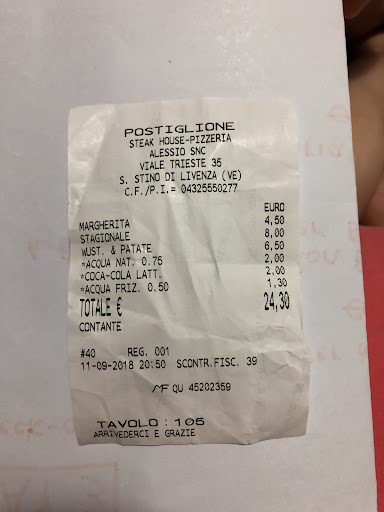 POSTIGLIONE
STEAK HOUSE-PIZZERIA
ALESSIO SNC
VIALE TRIESTE 35
S. STINO DI LIVENZA (VE)
C.F./P.I.= 04325550277
EURO
MARGHERITA 4,50
STAGIONALE 8,00
WUST. & PATATE 6,50
*ACQUA NAT. 0.75 2,00
*COCA-COLA LATT. 2,00
*ACQUA FRIZ. 0.50 1,30
TOTALE € 24,30
CONTANTE
#40 REG. 001
11-09-2018 20:50 SCONTR.FISC. 39
MF QU 45202359
TAVOLO : 105
ARRIVEDERCI E GRAZIE